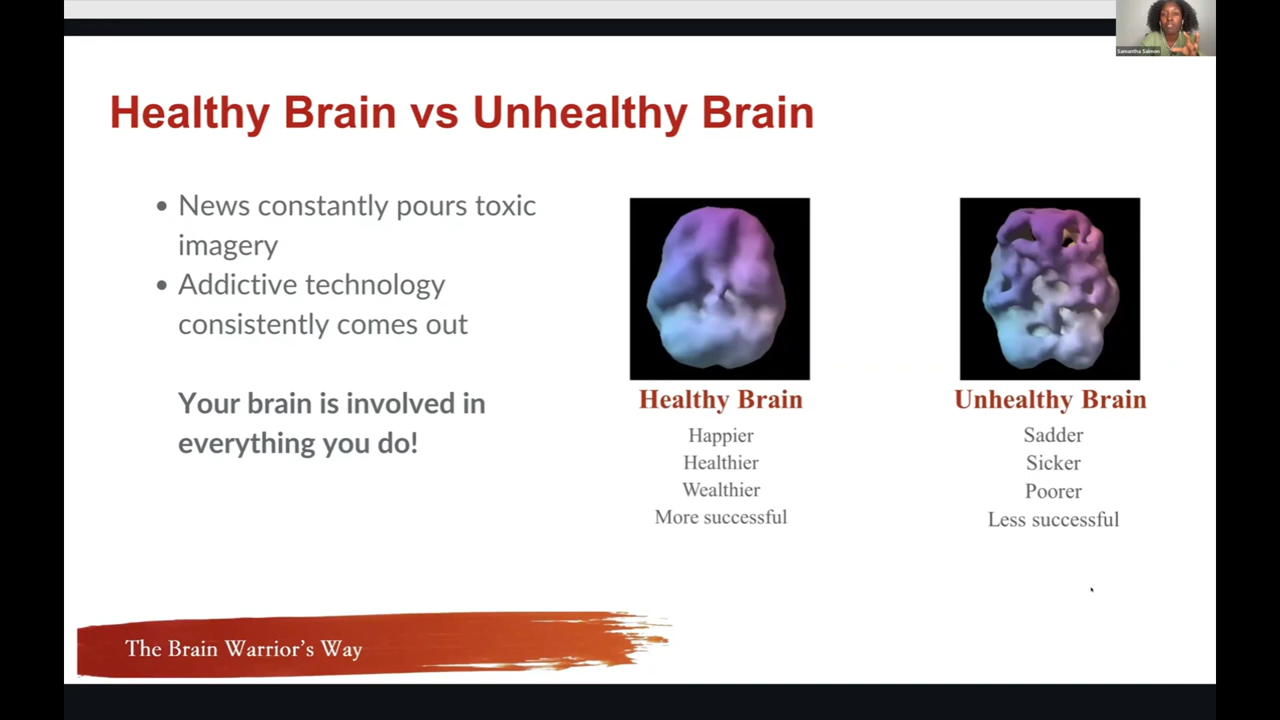 Samantha Salmon
Healthy Brain vs Unhealthy Brain
• News constantly pours toxic
imagery
• Addictive technology
consistently comes out
Your brain is involved in
everything you do!
Healthy Brain
Happier
Healthier
Wealthier
More successful
Unhealthy Brain
Sadder
Sicker
Poorer
Less successful
The Brain Warrior's Way